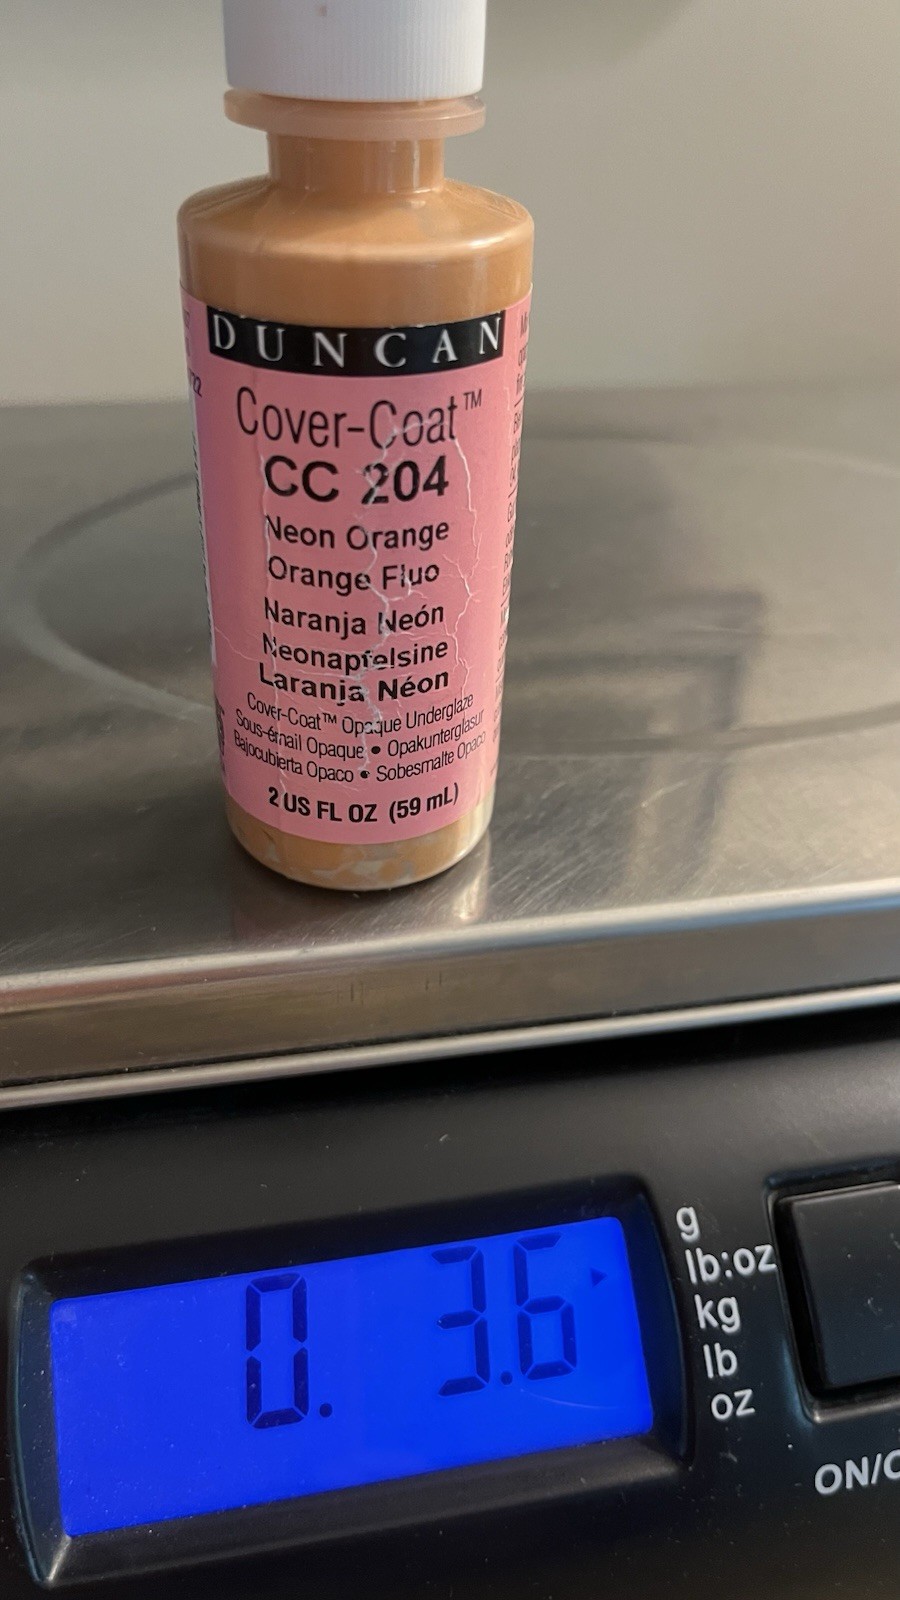 DUNCAN
Cover-Coat™
CC 204
Neon Orange
Orange Fluo
Naranja Neón
Neonapfelsine
Laranja Néon
Cover-Coat™ Opaque Underglaze
Sous-émail Opaque • Opakunterglasur
Bajocubierta Opaco • Sobesmalte Opaco
2 US FL OZ (59 mL)
g
lb:oz
kg
lb
oz
0. 3.6